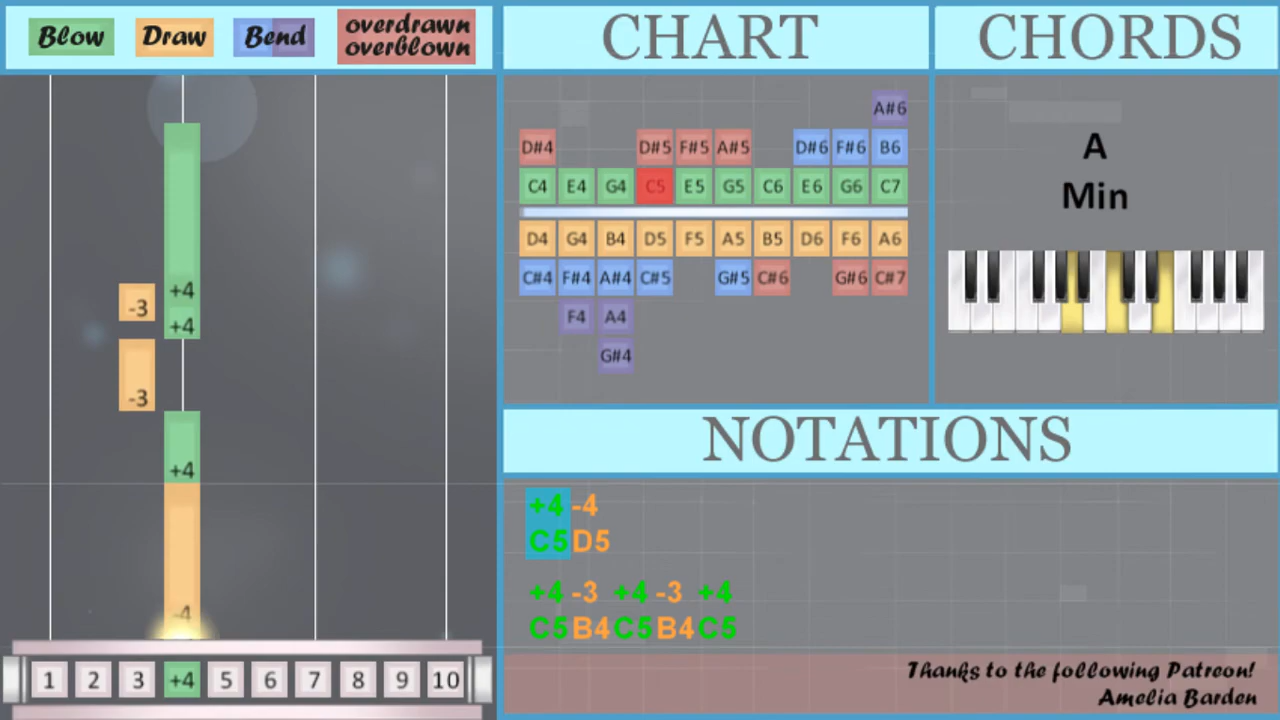 Blow Draw Bend overdrawn
overblown
CHART
CHORDS
A#6
D#4 D#5 F#5 A#5 D#6 F#6 B6
C4 E4 G4 C5 E5 G5 C6 E6 G6 C7
D4 G4 B4 D5 F5 A5 B5 D6 F6 A6
C#4 F#4 A#4 C#5 G#5 C#6 G#6 C#7
F4 A4
G#4
A
Min
+4
-3
+4
-3
+4
-4
1 2 3 +4 5 6 7 8 9 10
NOTATIONS
+4 -4
C5 D5
+4 -3 +4 -3 +4
C5 B4 C5 B4 C5
Thanks to the following Patreon!
Amelia Barden